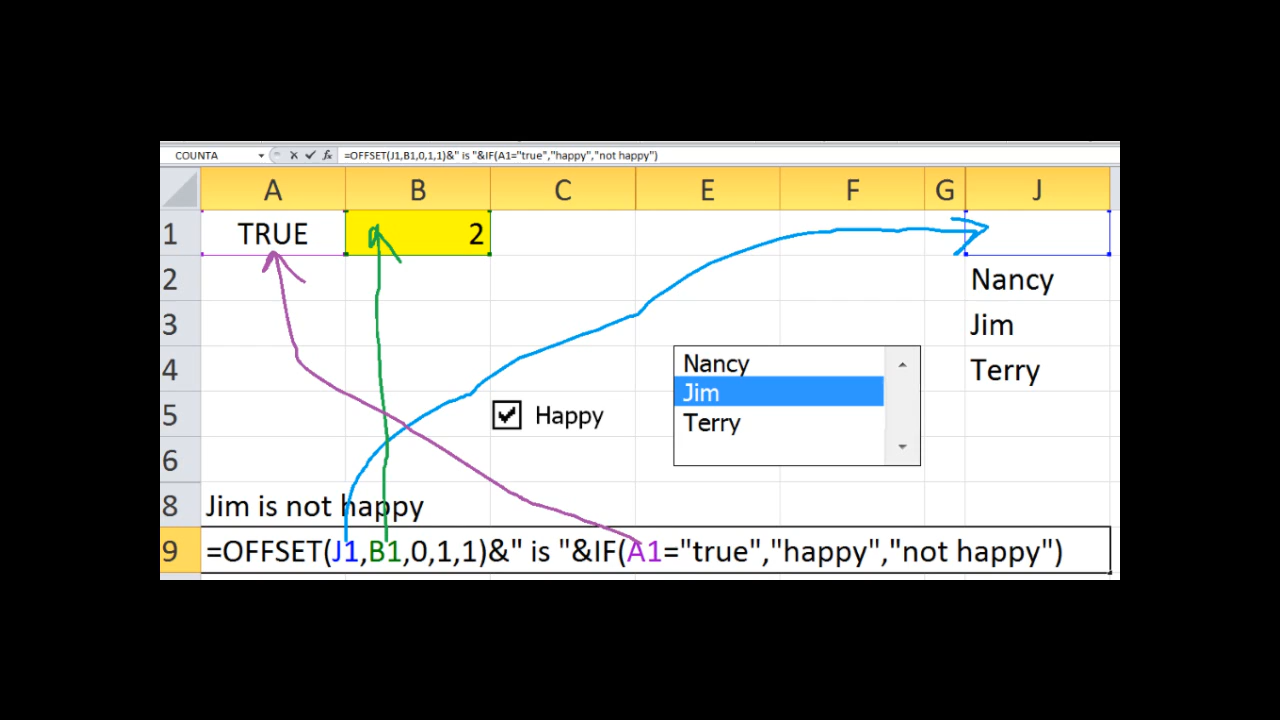 COUNTA =OFFSET(J1,B1,0,1,1)&" is "&IF(A1="true","happy","not happy")
A B C E F G J
1 TRUE 2
2 Nancy
3 Jim
4 Terry
Nancy
Jim
Terry
5 Happy
6
8 Jim is not happy
9 =OFFSET(J1,B1,0,1,1)&" is "&IF(A1="true","happy","not happy")